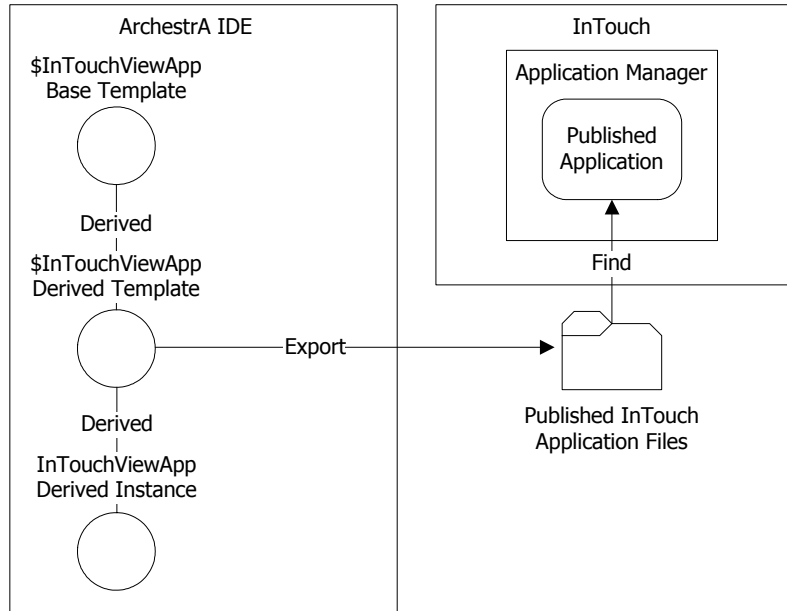 ArchestrA IDE
$InTouchViewApp
Base Template
Derived
$InTouchViewApp
Derived Template
Export
Derived
InTouchViewApp
Derived Instance
InTouch
Application Manager
Published
Application
Find
Published InTouch
Application Files